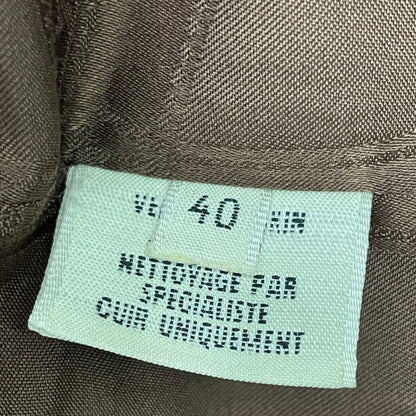 40
NETTOYAGE PAR
SPECIALISTE
CUIR UNIQUEMENT